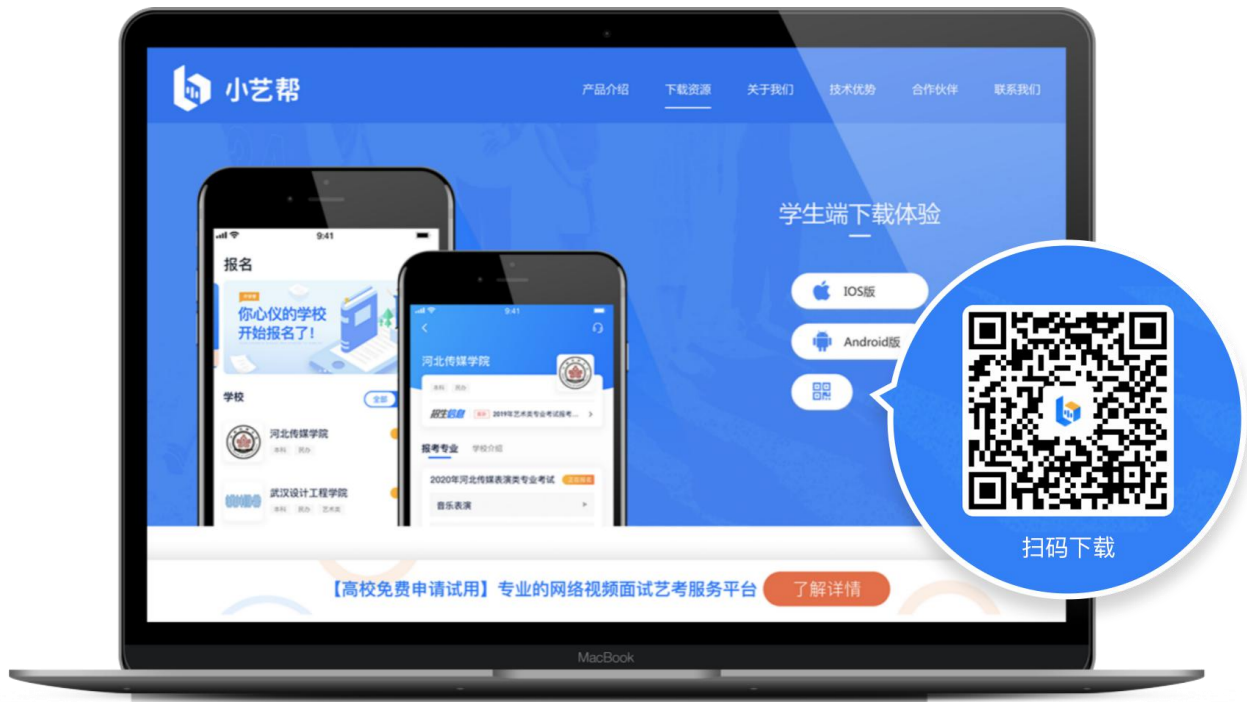 小艺帮
产品介绍 下载资源 关于我们 技术优势 合作伙伴 联系我们
学生端下载体验
IOS版
Android版
扫码下载
9:41
报名
你心仪的学校
开始报名了!
学校
全部
河北传媒学院
本科 民办
武汉设计工程学院
本科 民办 艺术类
9:41
河北传媒学院
本科 民办
招生信息 2019年艺术类专业考试报考...
报考专业 学校介绍
2020年河北传媒表演类专业考试
音乐表演
【高校免费申请试用】专业的网络视频面试艺考服务平台 了解详情
MacBook